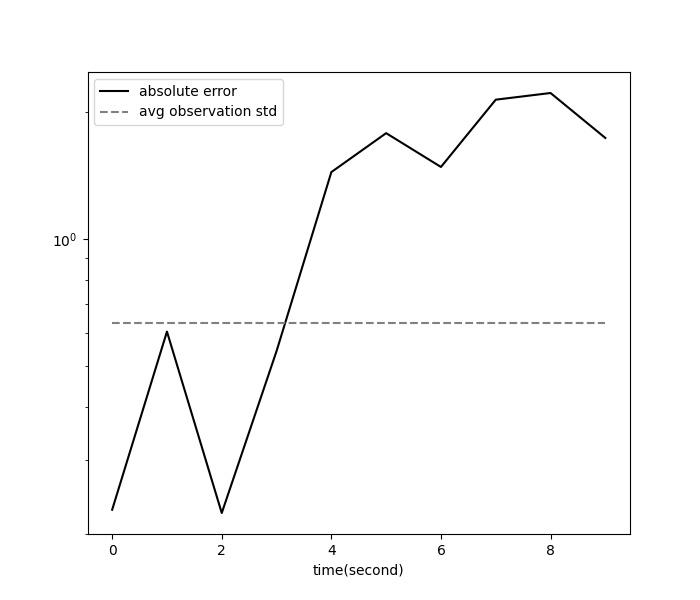 absolute error
avg observation std
10⁰
0 2 4 6 8
time(second)